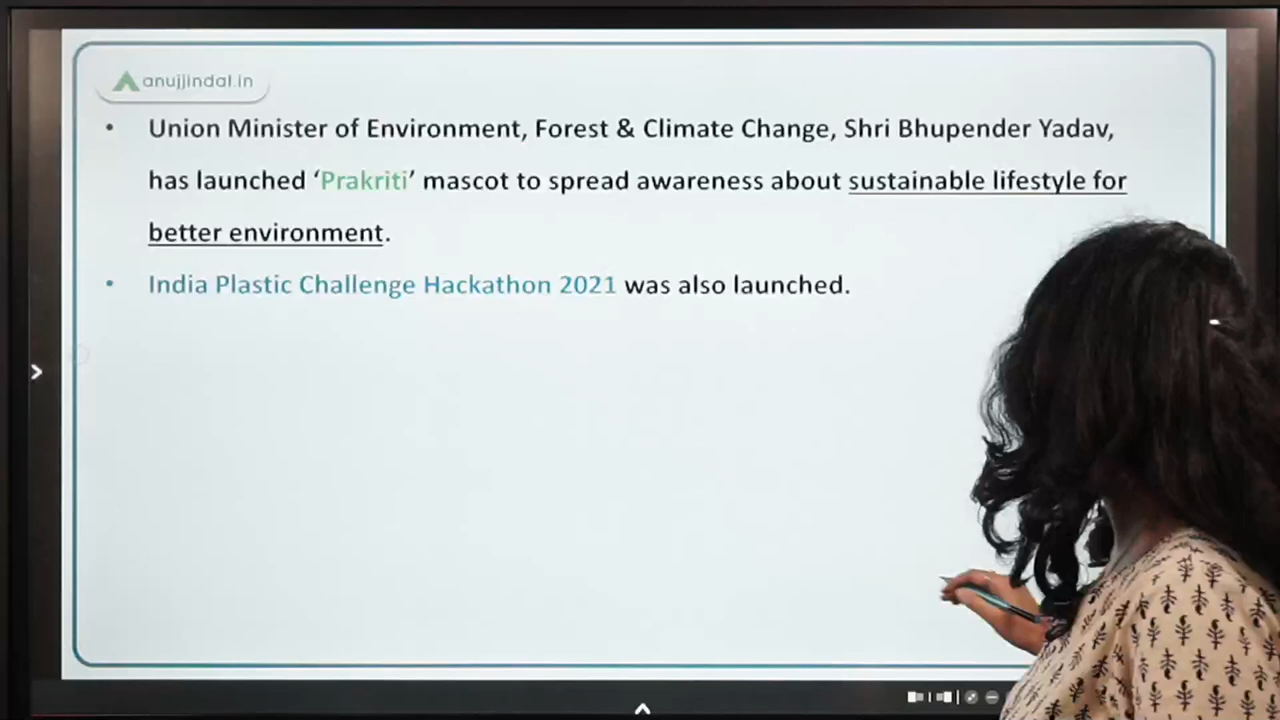 anujjindal.in
• Union Minister of Environment, Forest & Climate Change, Shri Bhupender Yadav,
has launched ‘Prakriti’ mascot to spread awareness about sustainable lifestyle for
better environment.
• India Plastic Challenge Hackathon 2021 was also launched.